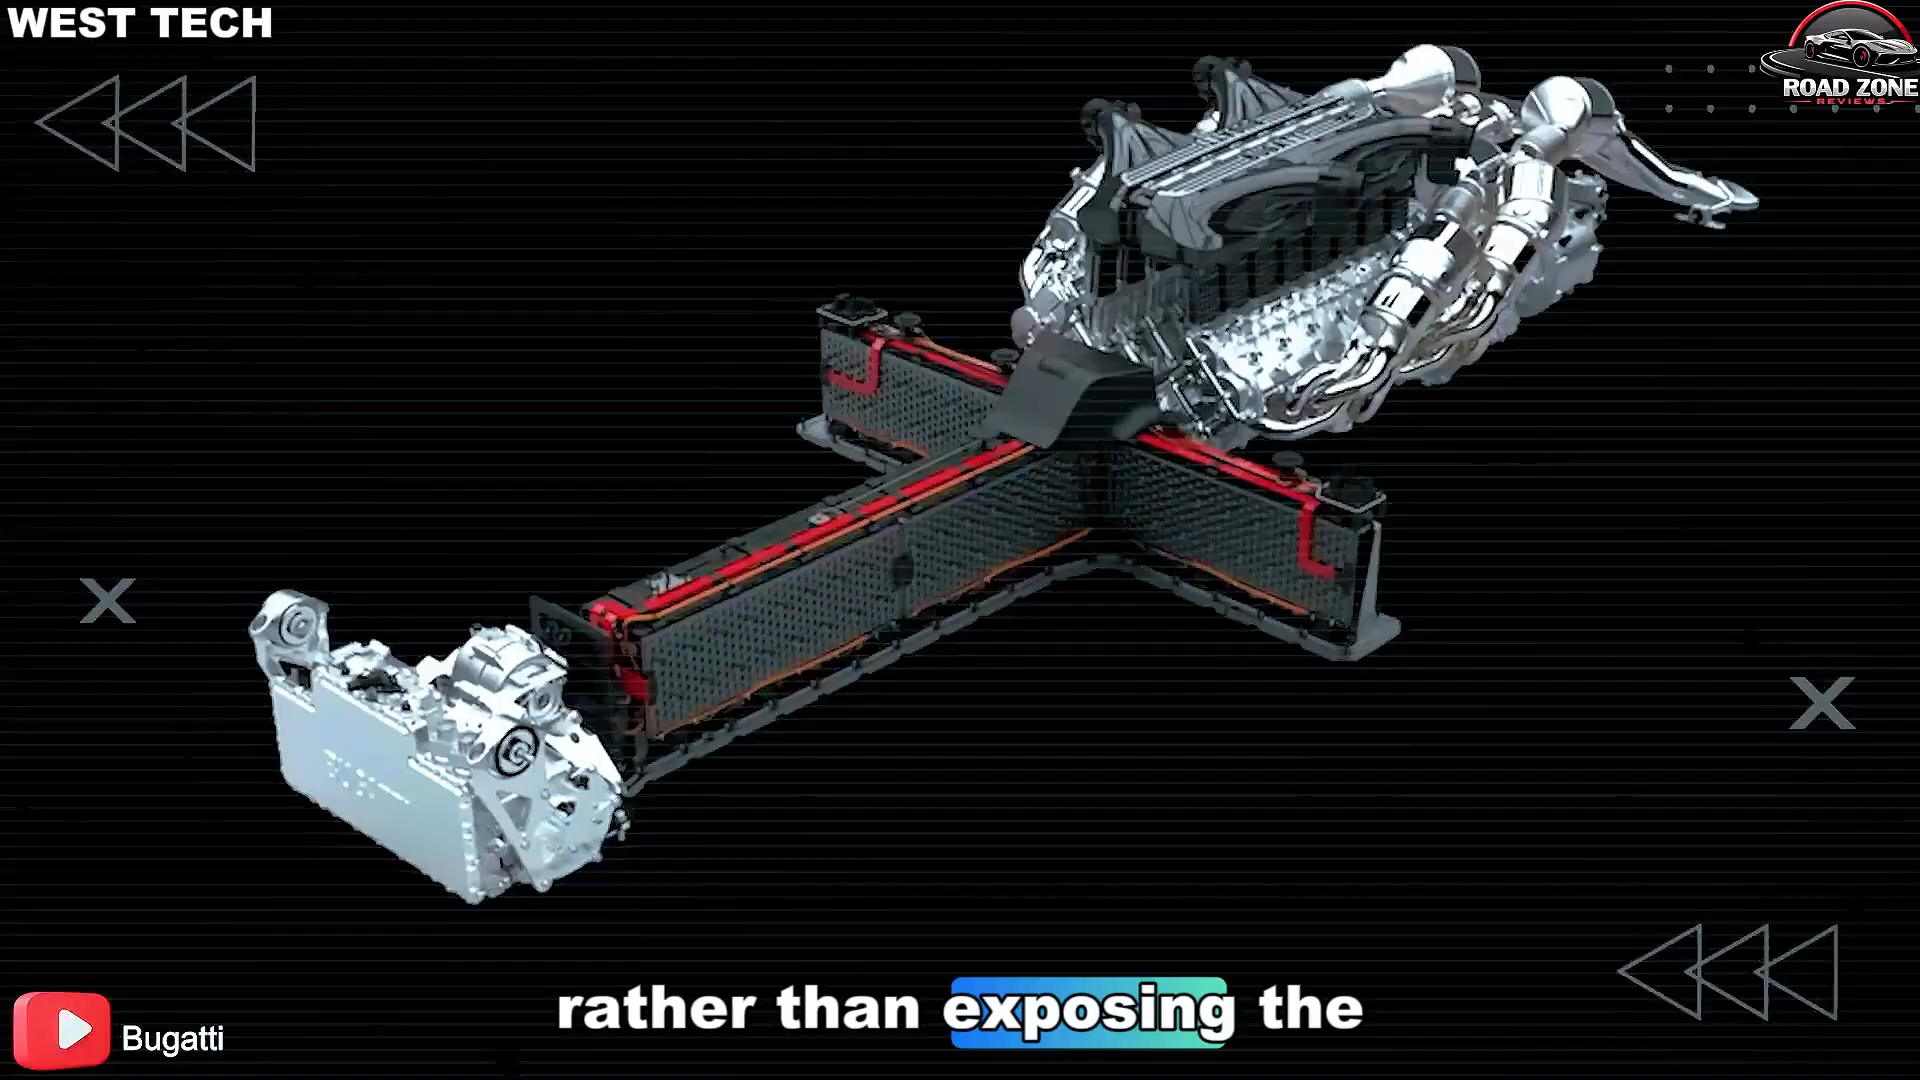 WEST TECH
ROAD ZONE
REVIEWS
rather than exposing the
Bugatti